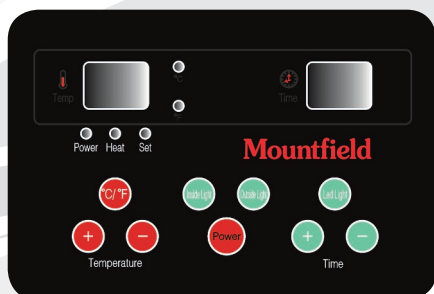 °C
Temp
Time
°C
Power Heat Set
Mountfield
°C/°F
Inside Light
Outside Light
Led Light
+
−
Power
+
−
Temperature
Time